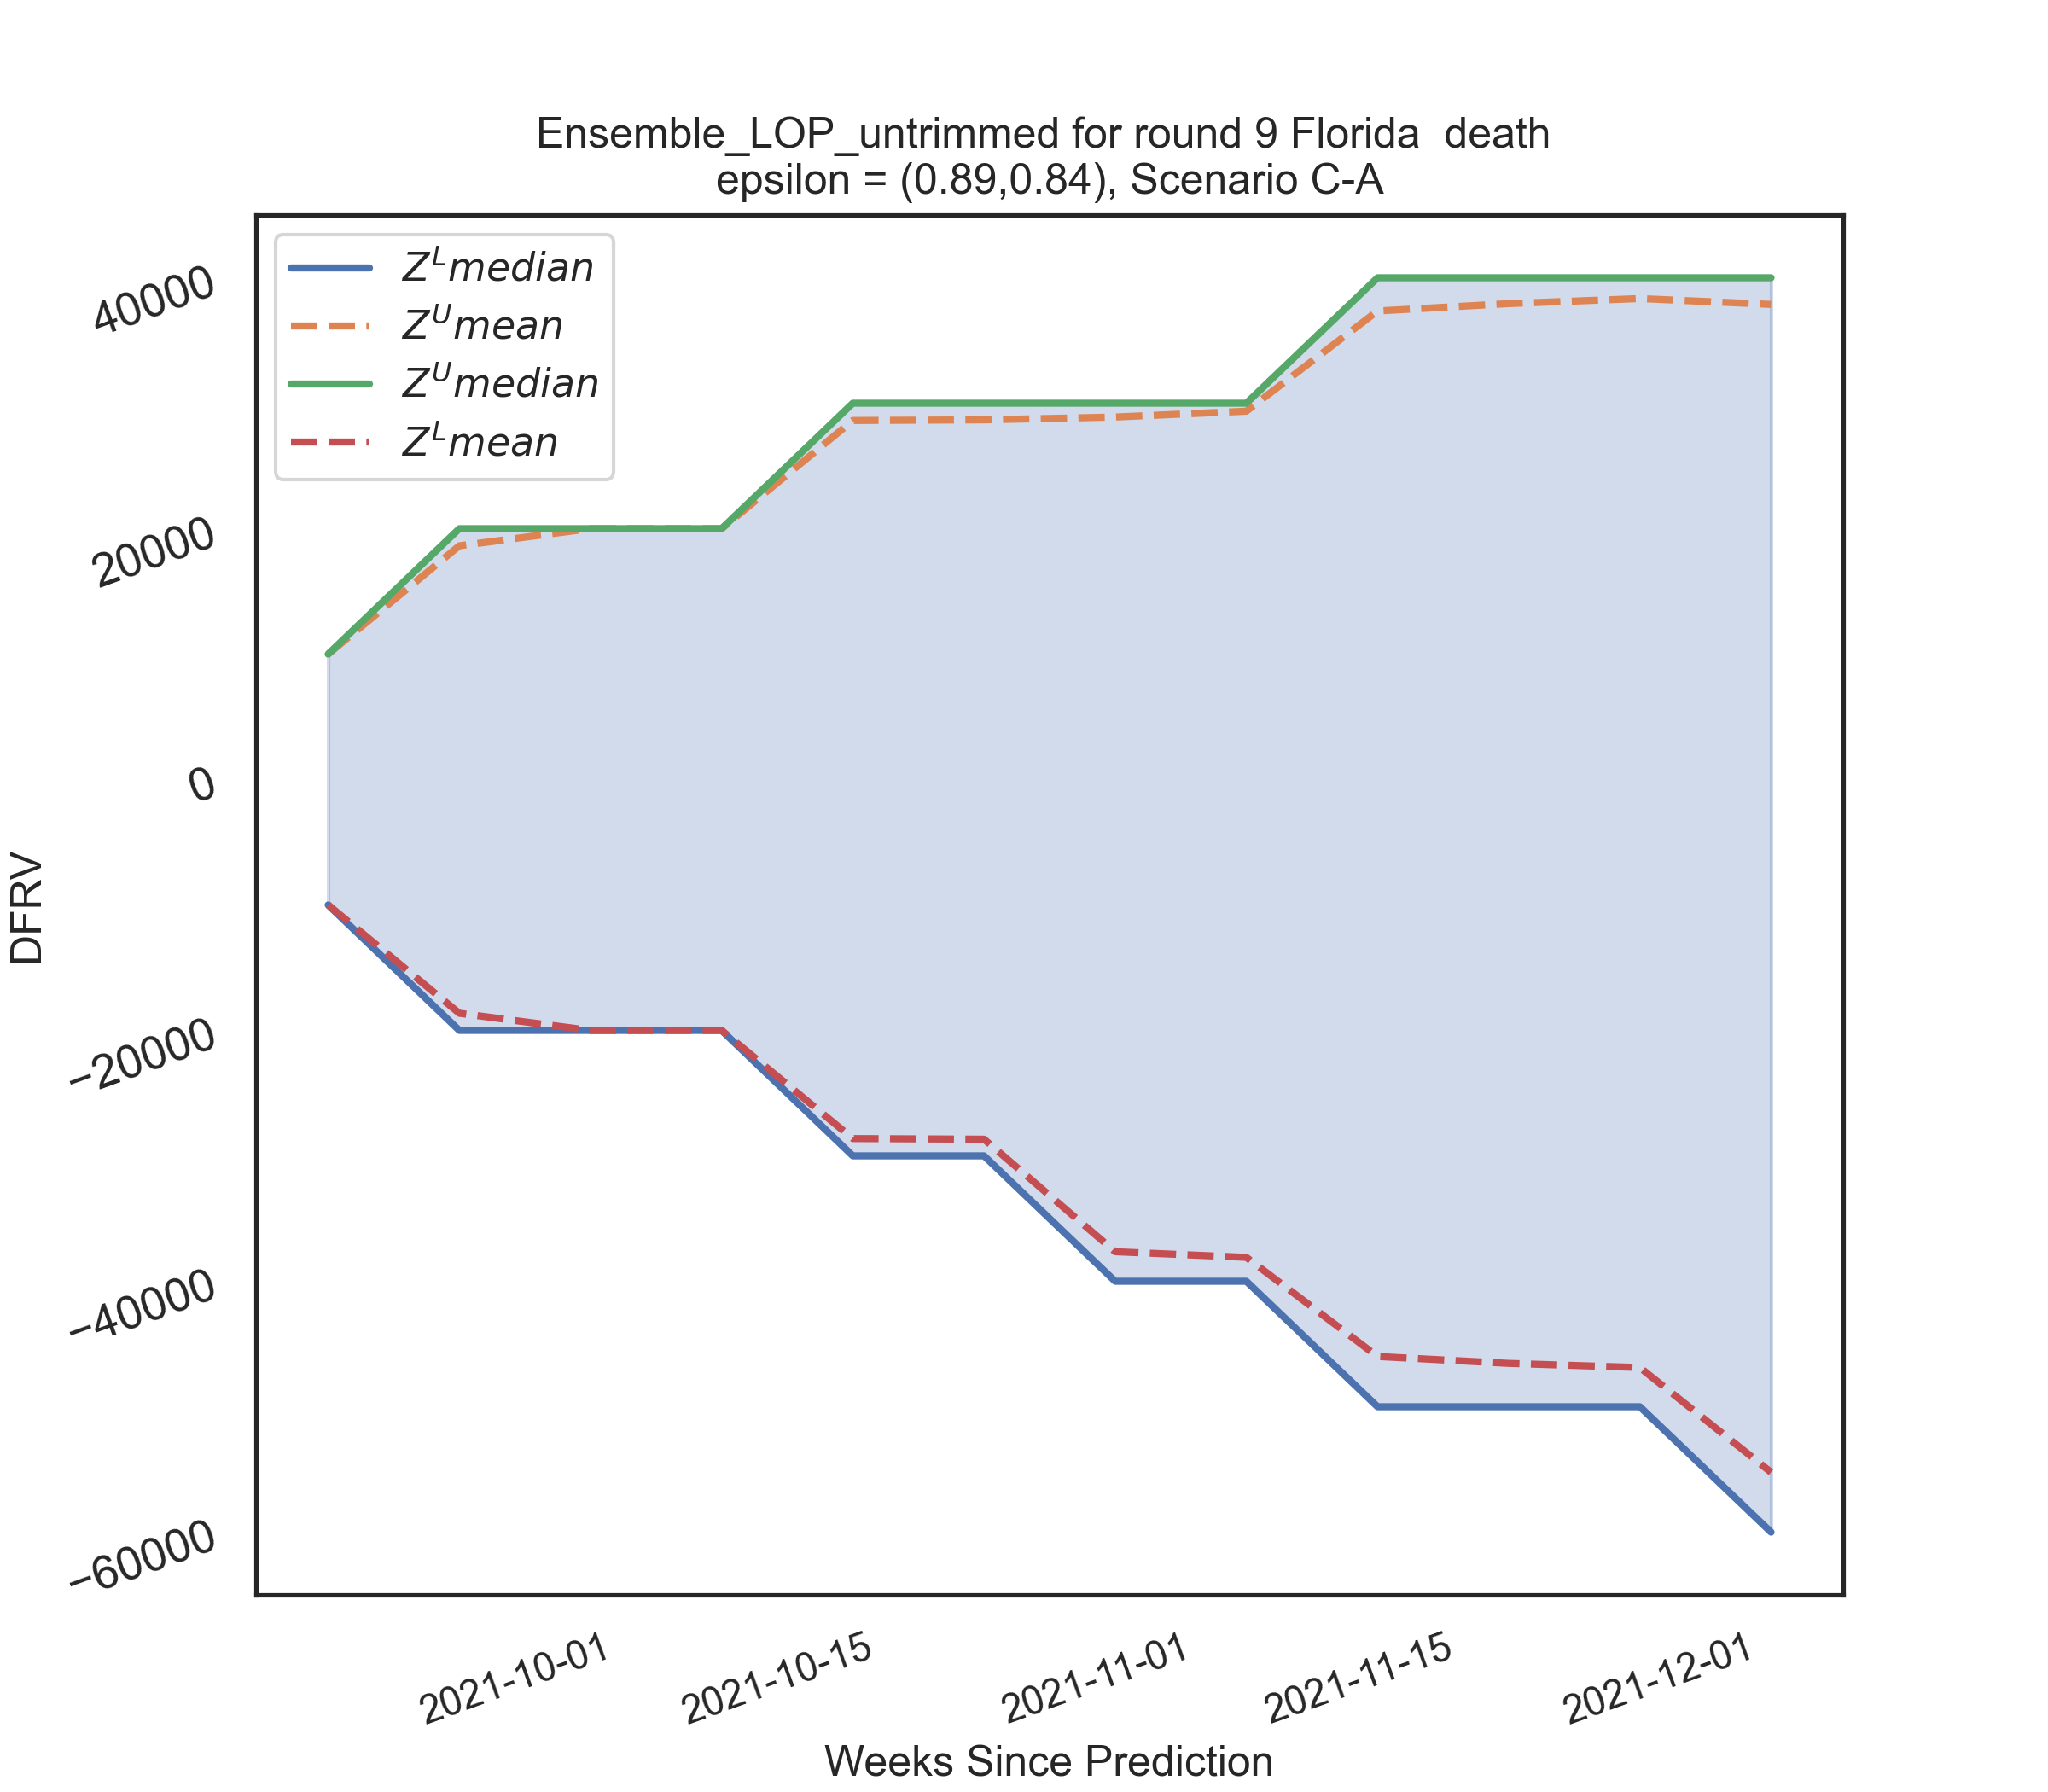 Ensemble_LOP_untrimmed for round 9 Florida  death
epsilon = (0.89,0.84), Scenario C-A
Z^L median
Z^U mean
Z^U median
Z^L mean
40000
20000
0
−20000
−40000
−60000
DFRV
2021-10-01
2021-10-15
2021-11-01
2021-11-15
2021-12-01
Weeks Since Prediction